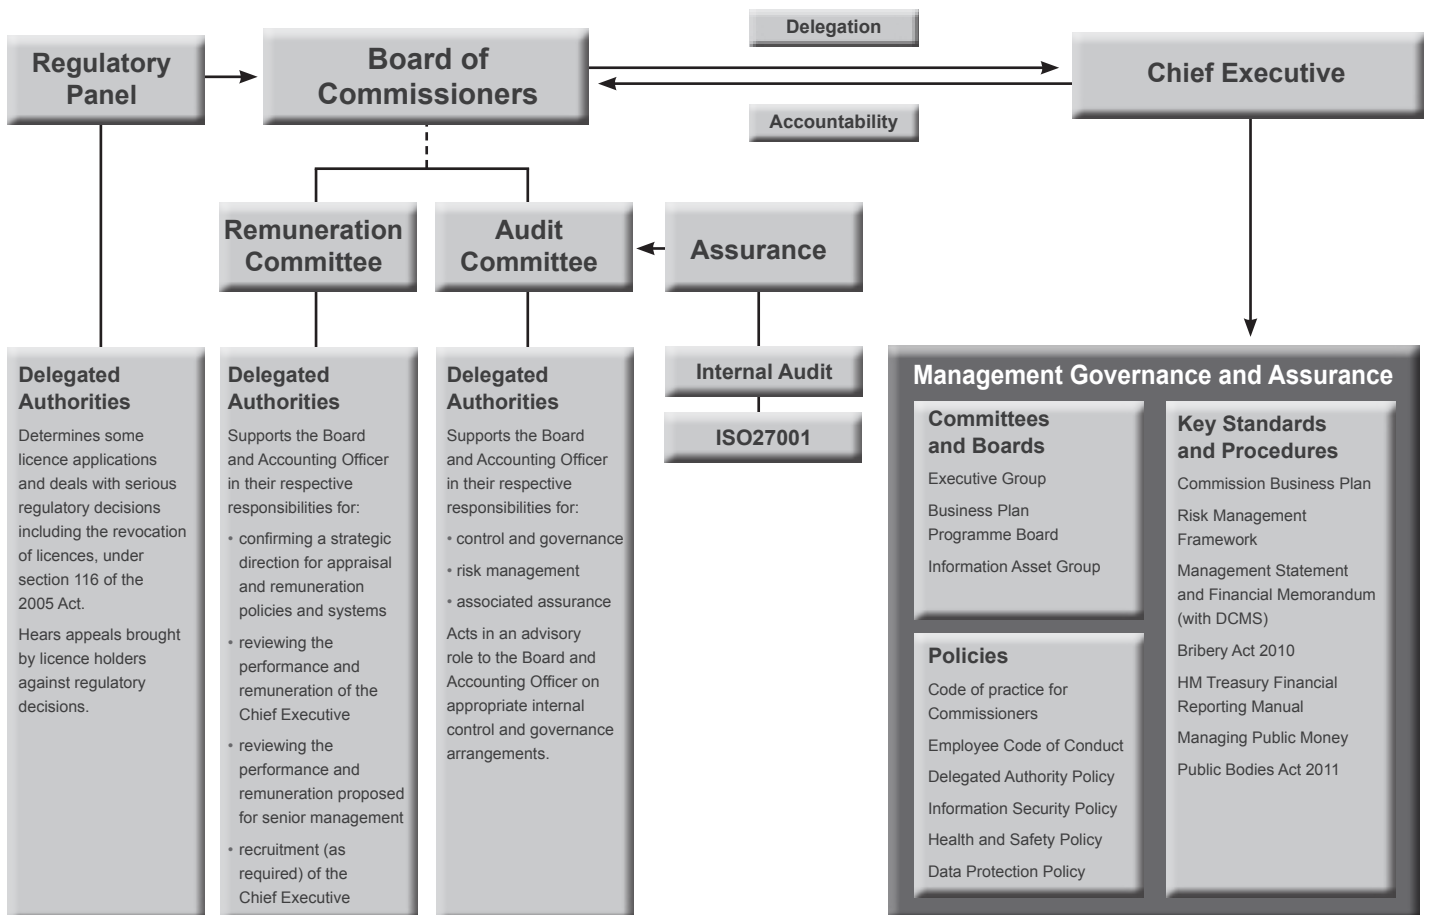 Regulatory
Panel
Board of
Commissioners
Delegation
Accountability
Chief Executive
Remuneration
Committee
Audit
Committee
Assurance
Internal Audit
ISO27001
Delegated
Authorities
Determines some
licence applications
and deals with serious
regulatory decisions
including the revocation
of licences, under
section 116 of the
2005 Act.
Hears appeals brought
by licence holders
against regulatory
decisions.
Delegated
Authorities
Supports the Board
and Accounting Officer
in their respective
responsibilities for:
• confirming a strategic
direction for appraisal
and remuneration
policies and systems
• reviewing the
performance and
remuneration of the
Chief Executive
• reviewing the
performance and
remuneration proposed
for senior management
• recruitment (as
required) of the
Chief Executive
Delegated
Authorities
Supports the Board
and Accounting Officer
in their respective
responsibilities for:
• control and governance
• risk management
• associated assurance
Acts in an advisory
role to the Board and
Accounting Officer on
appropriate internal
control and governance
arrangements.
Management Governance and Assurance
Committees
and Boards
Executive Group
Business Plan
Programme Board
Information Asset Group
Policies
Code of practice for
Commissioners
Employee Code of Conduct
Delegated Authority Policy
Information Security Policy
Health and Safety Policy
Data Protection Policy
Key Standards
and Procedures
Commission Business Plan
Risk Management
Framework
Management Statement
and Financial Memorandum
(with DCMS)
Bribery Act 2010
HM Treasury Financial
Reporting Manual
Managing Public Money
Public Bodies Act 2011